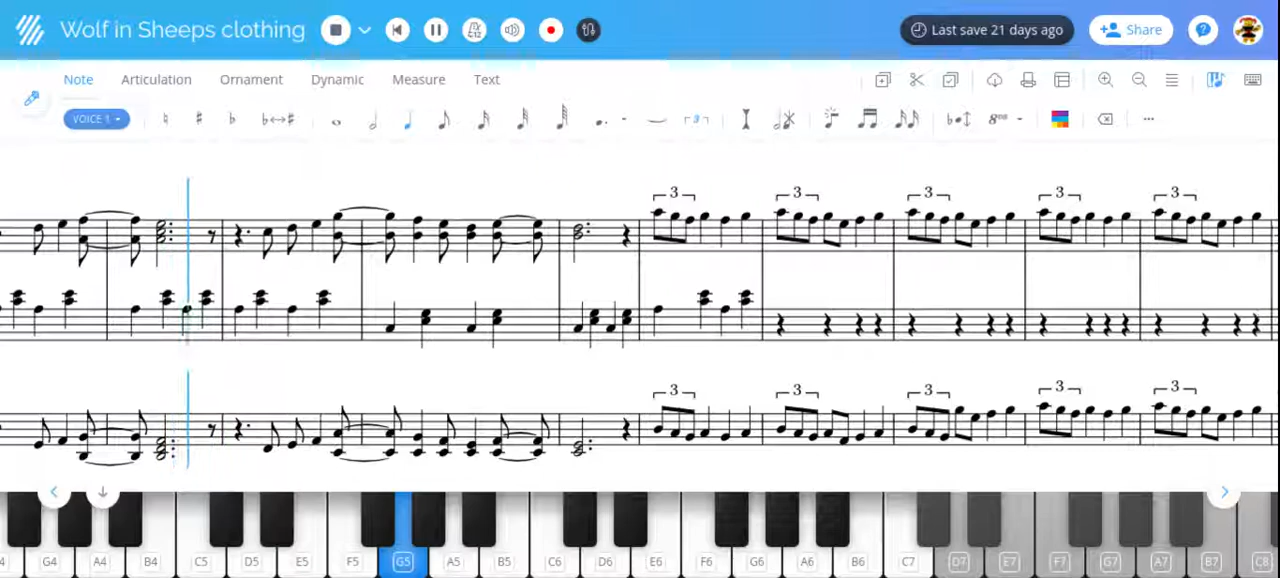 Wolf in Sheeps clothing
Last save 21 days ago
Share
?
Note Articulation Ornament Dynamic Measure Text
VOICE 1
3
8va
...
3 3 3 3 3
3 3 3 3 3
G4 A4 B4 C5 D5 E5 F5 G5 A5 B5 C6 D6 E6 F6 G6 A6 B6 C7 D7 E7 F7 G7 A7 B7 C8